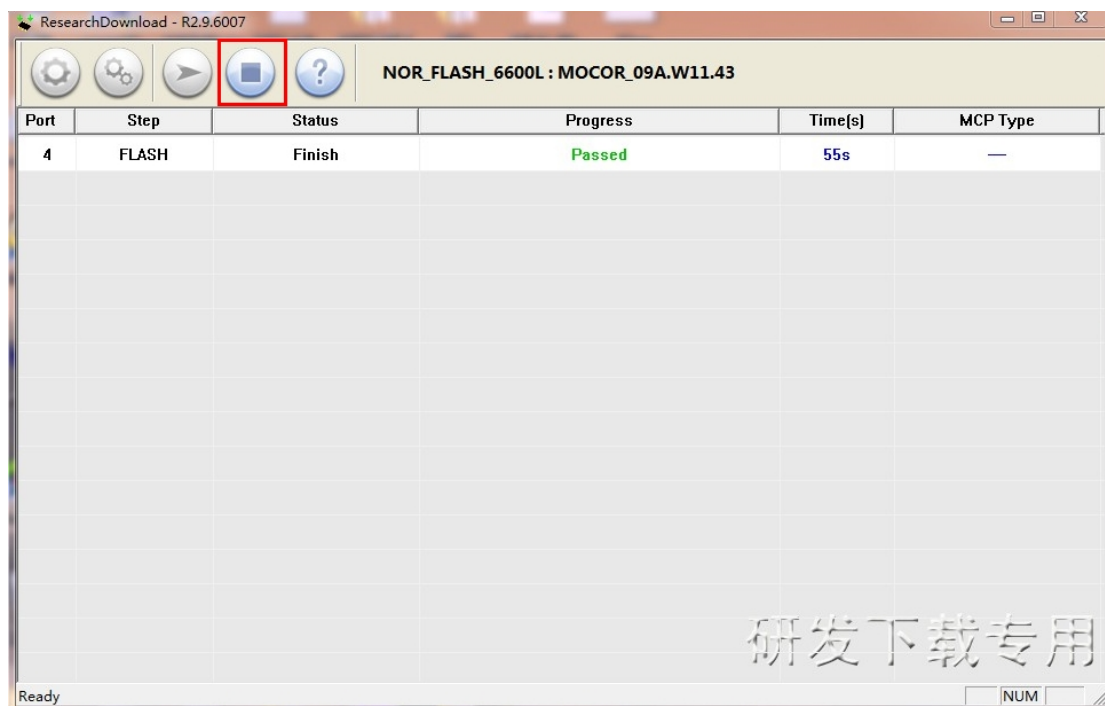 ResearchDownload - R2.9.6007
? NOR_FLASH_6600L : MOCOR_09A.W11.43
Port Step Status Progress Time(s) MCP Type
4 FLASH Finish Passed 55s —
研发下载专用
Ready NUM